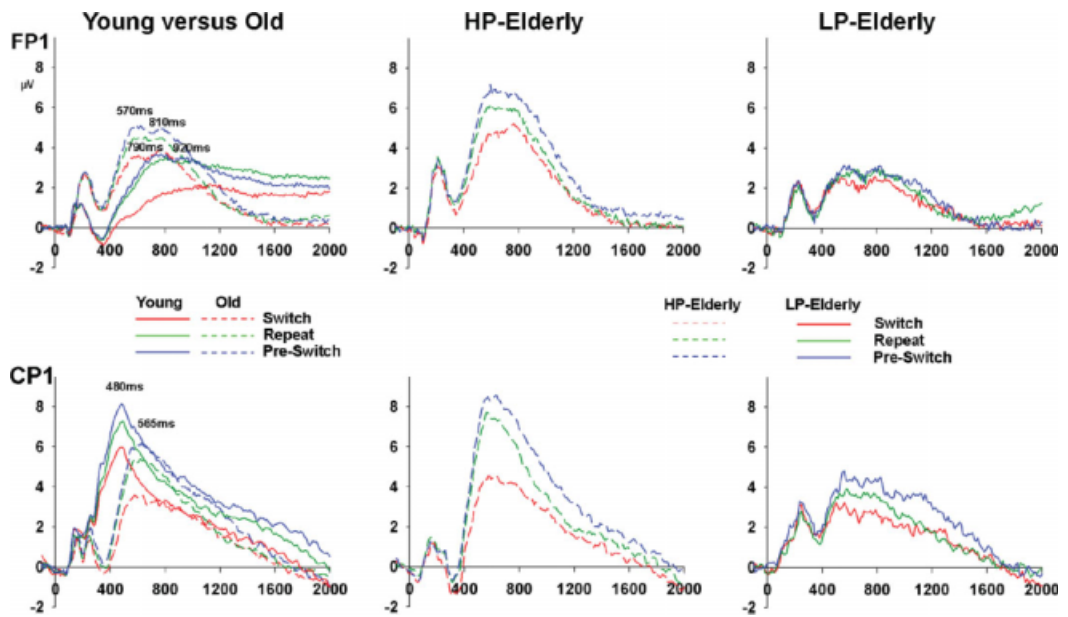 Young versus Old HP-Elderly LP-Elderly
FP1
8 8 8
μV
6 6 6
570ms
810ms
4 4 4
790ms 920ms
2 2 2
0 0 0
0 400 800 1200 1600 2000 0 400 800 1200 1600 2000 0 400 800 1200 1600 2000
-2 -2 -2
Young Old
Switch
Repeat
Pre-Switch
HP-Elderly LP-Elderly
Switch
Repeat
Pre-Switch
CP1
480ms
8 8 8
565ms
6 6 6
4 4 4
2 2 2
0 0 0
0 400 800 1200 1600 2000 0 400 800 1200 1600 2000 0 400 800 1200 1600 2000
-2 -2 -2